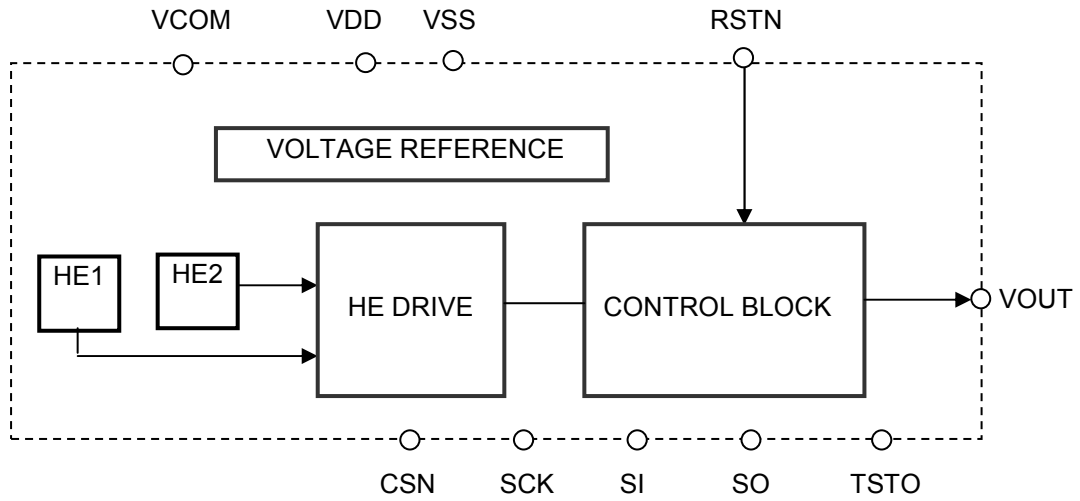 VCOM VDD VSS RSTN
VOLTAGE REFERENCE
HE1 HE2
HE DRIVE CONTROL BLOCK VOUT
CSN SCK SI SO TSTO